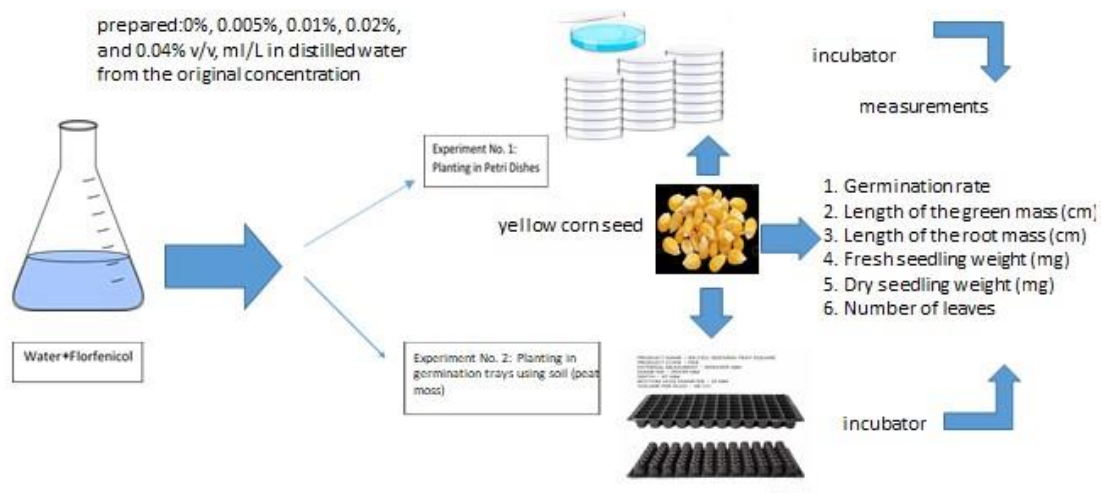 prepared:0%, 0.005%, 0.01%, 0.02%,
and 0.04% v/v, ml/L in distilled water
from the original concentration
incubator
measurements
Experiment No. 1:
Planting in Petri Dishes
yellow corn seed
1. Germination rate
2. Length of the green mass (cm)
3. Length of the root mass (cm)
4. Fresh seedling weight (mg)
5. Dry seedling weight (mg)
6. Number of leaves
Water+Florfenicol
Experiment No. 2: Planting in
germination trays using soil (peat
moss)
incubator